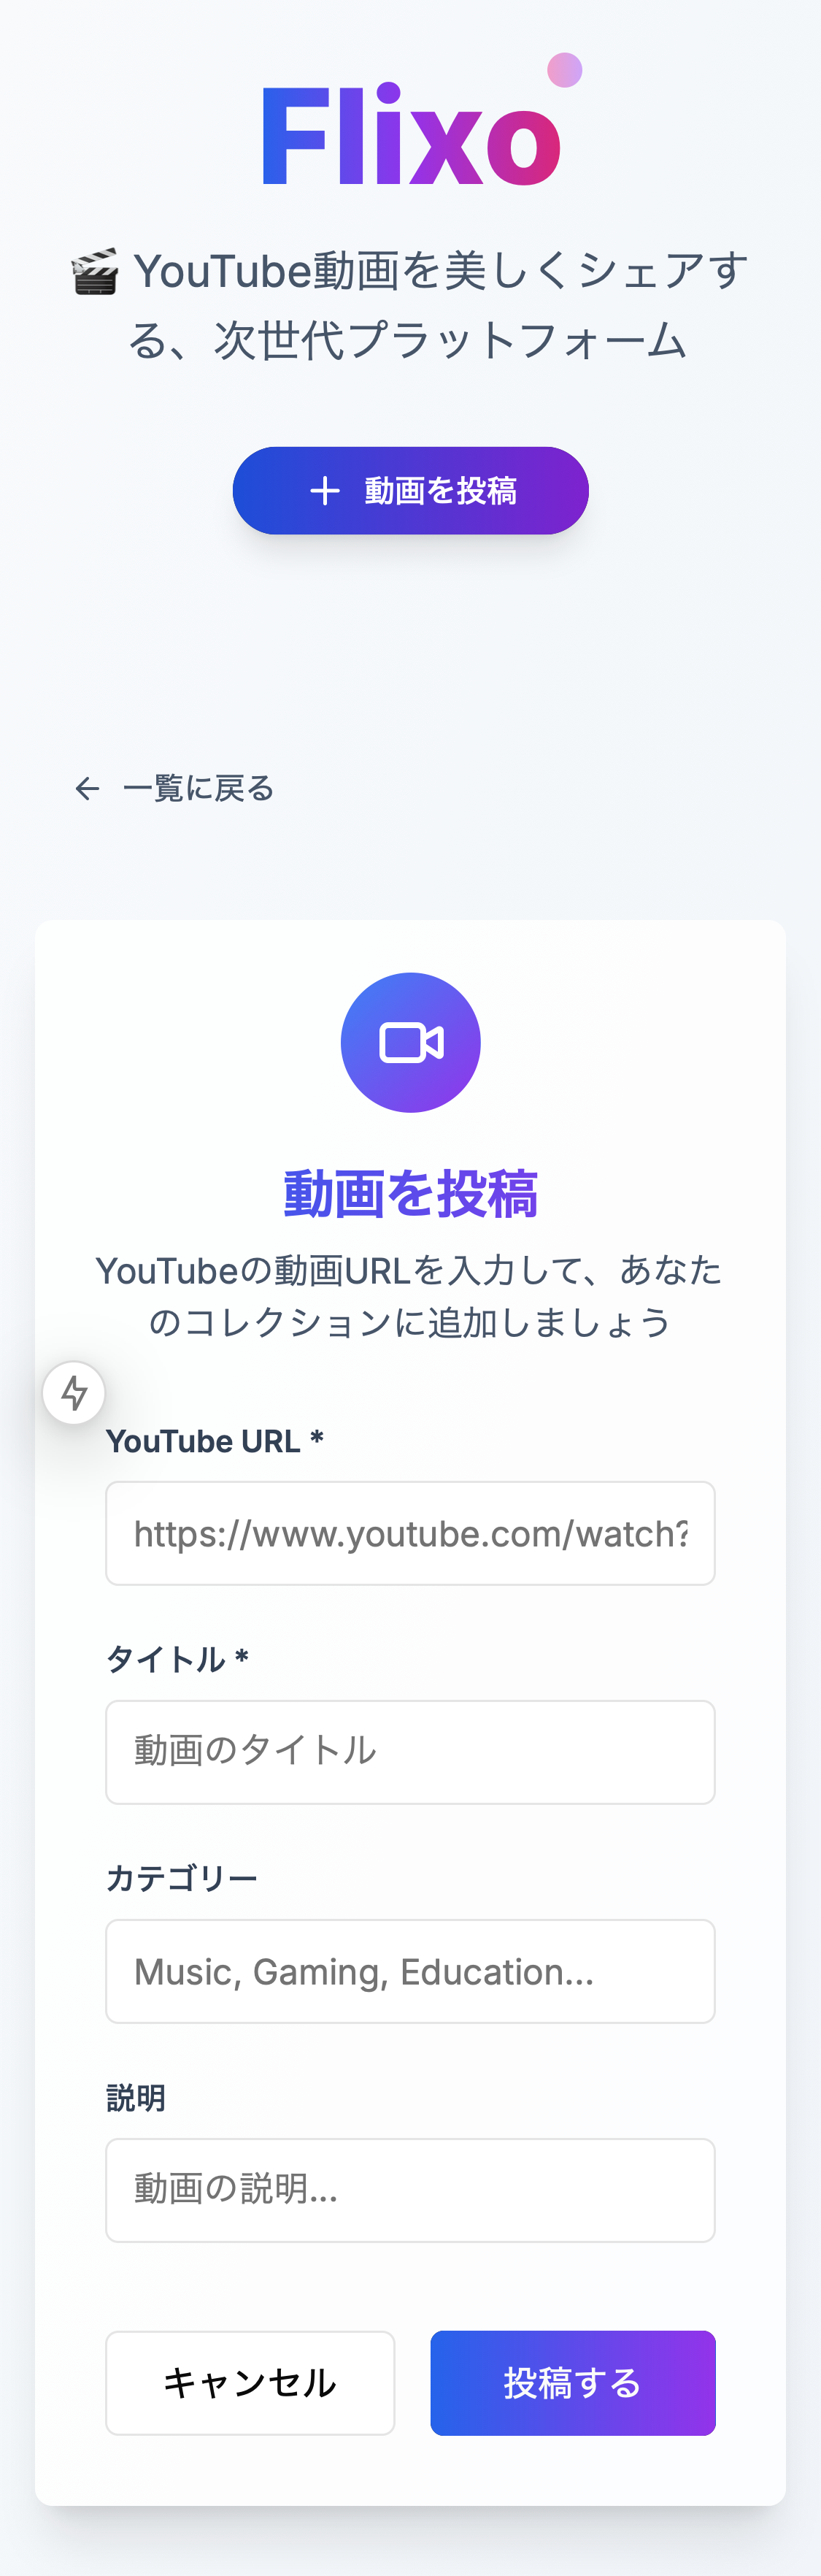 Flixo
🎬 YouTube動画を美しくシェアす
る、次世代プラットフォーム
動画を投稿
一覧に戻る
動画を投稿
YouTubeの動画URLを入力して、あなた
のコレクションに追加しましょう
YouTube URL *
https://www.youtube.com/watch?
タイトル *
動画のタイトル
カテゴリー
Music, Gaming, Education...
説明
動画の説明...
キャンセル
投稿する